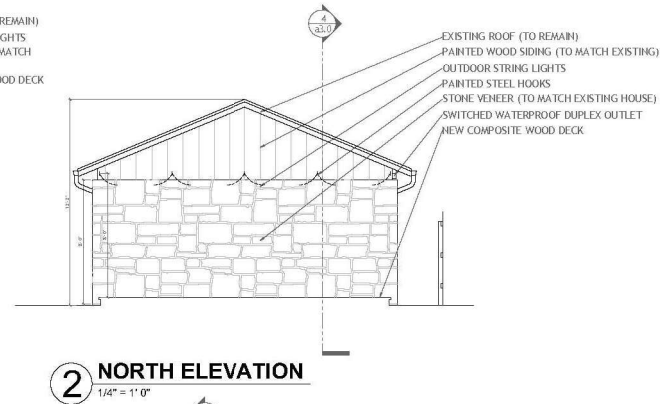 REMAIN)
GHTS
MATCH
OOD DECK
4
a3.0
EXISTING ROOF (TO REMAIN)
PAINTED WOOD SIDING (TO MATCH EXISTING)
OUTDOOR STRING LIGHTS
PAINTED STEEL HOOKS
STONE VENEER (TO MATCH EXISTING HOUSE)
SWITCHED WATERPROOF DUPLEX OUTLET
NEW COMPOSITE WOOD DECK
2 NORTH ELEVATION
1/4" = 1' 0"